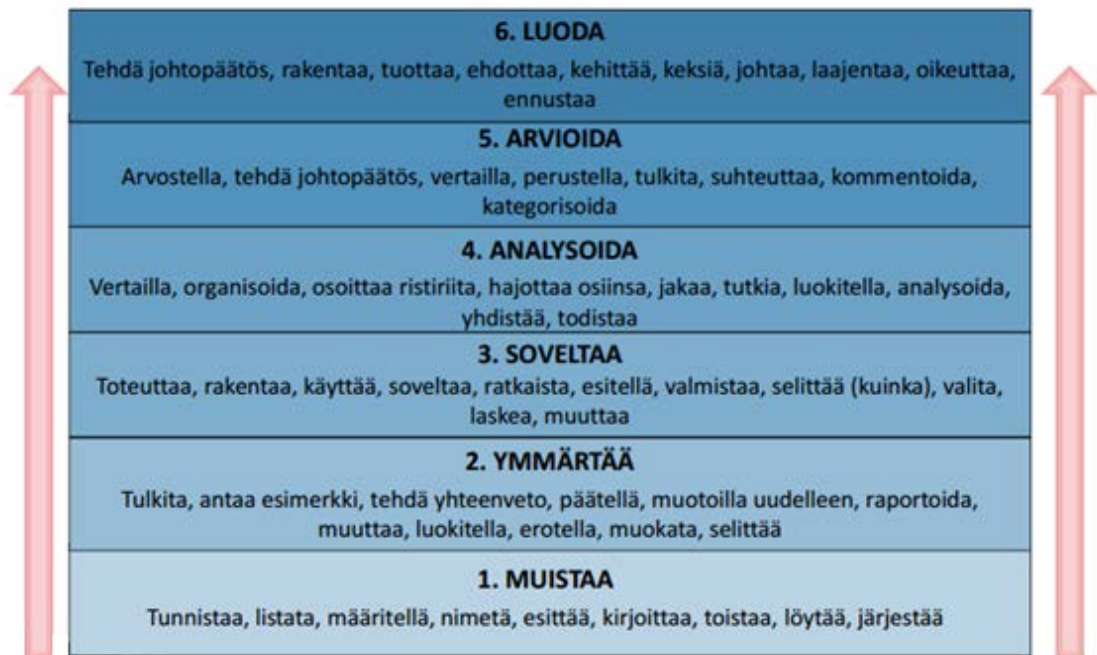 6. LUODA
Tehdä johtopäätös, rakentaa, tuottaa, ehdottaa, kehittää, keksiä, johtaa, laajentaa, oikeuttaa,
ennustaa
5. ARVIOIDA
Arvostella, tehdä johtopäätös, vertailla, perustella, tulkita, suhteuttaa, kommentoida,
kategorisoida
4. ANALYSOIDA
Vertailla, organisoida, osoittaa ristiriita, hajottaa osiinsa, jakaa, tutkia, luokitella, analysoida,
yhdistää, todistaa
3. SOVELTAA
Toteuttaa, rakentaa, käyttää, soveltaa, ratkaista, esitellä, valmistaa, selittää (kuinka), valita,
laskea, muuttaa
2. YMMÄRTÄÄ
Tulkita, antaa esimerkki, tehdä yhteenveto, päätellä, muotoilla uudelleen, raportoida,
muuttaa, luokitella, erotella, muokata, selittää
1. MUISTAA
Tunnistaa, listata, määritellä, nimetä, esittää, kirjoittaa, toistaa, löytää, järjestää